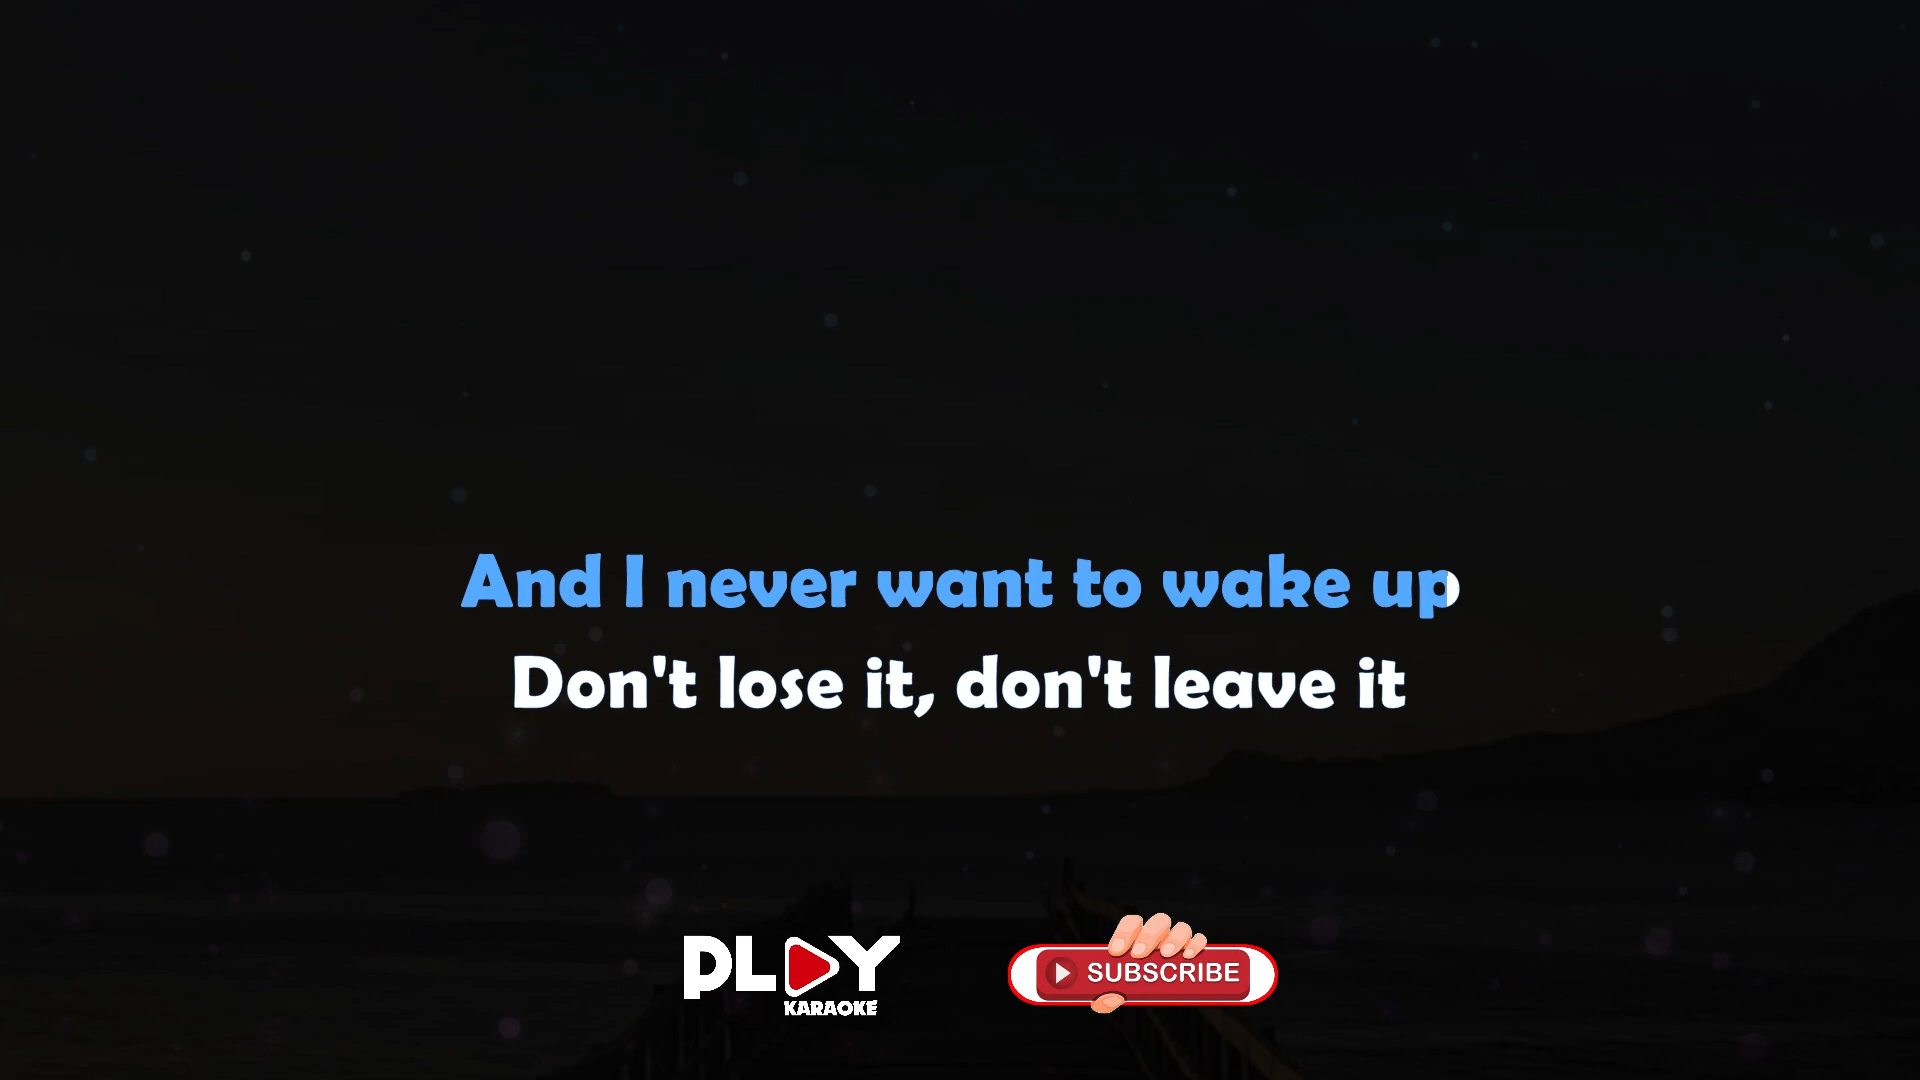 And I never want to wake up
Don't lose it, don't leave it
PLAY
KARAOKE
SUBSCRIBE